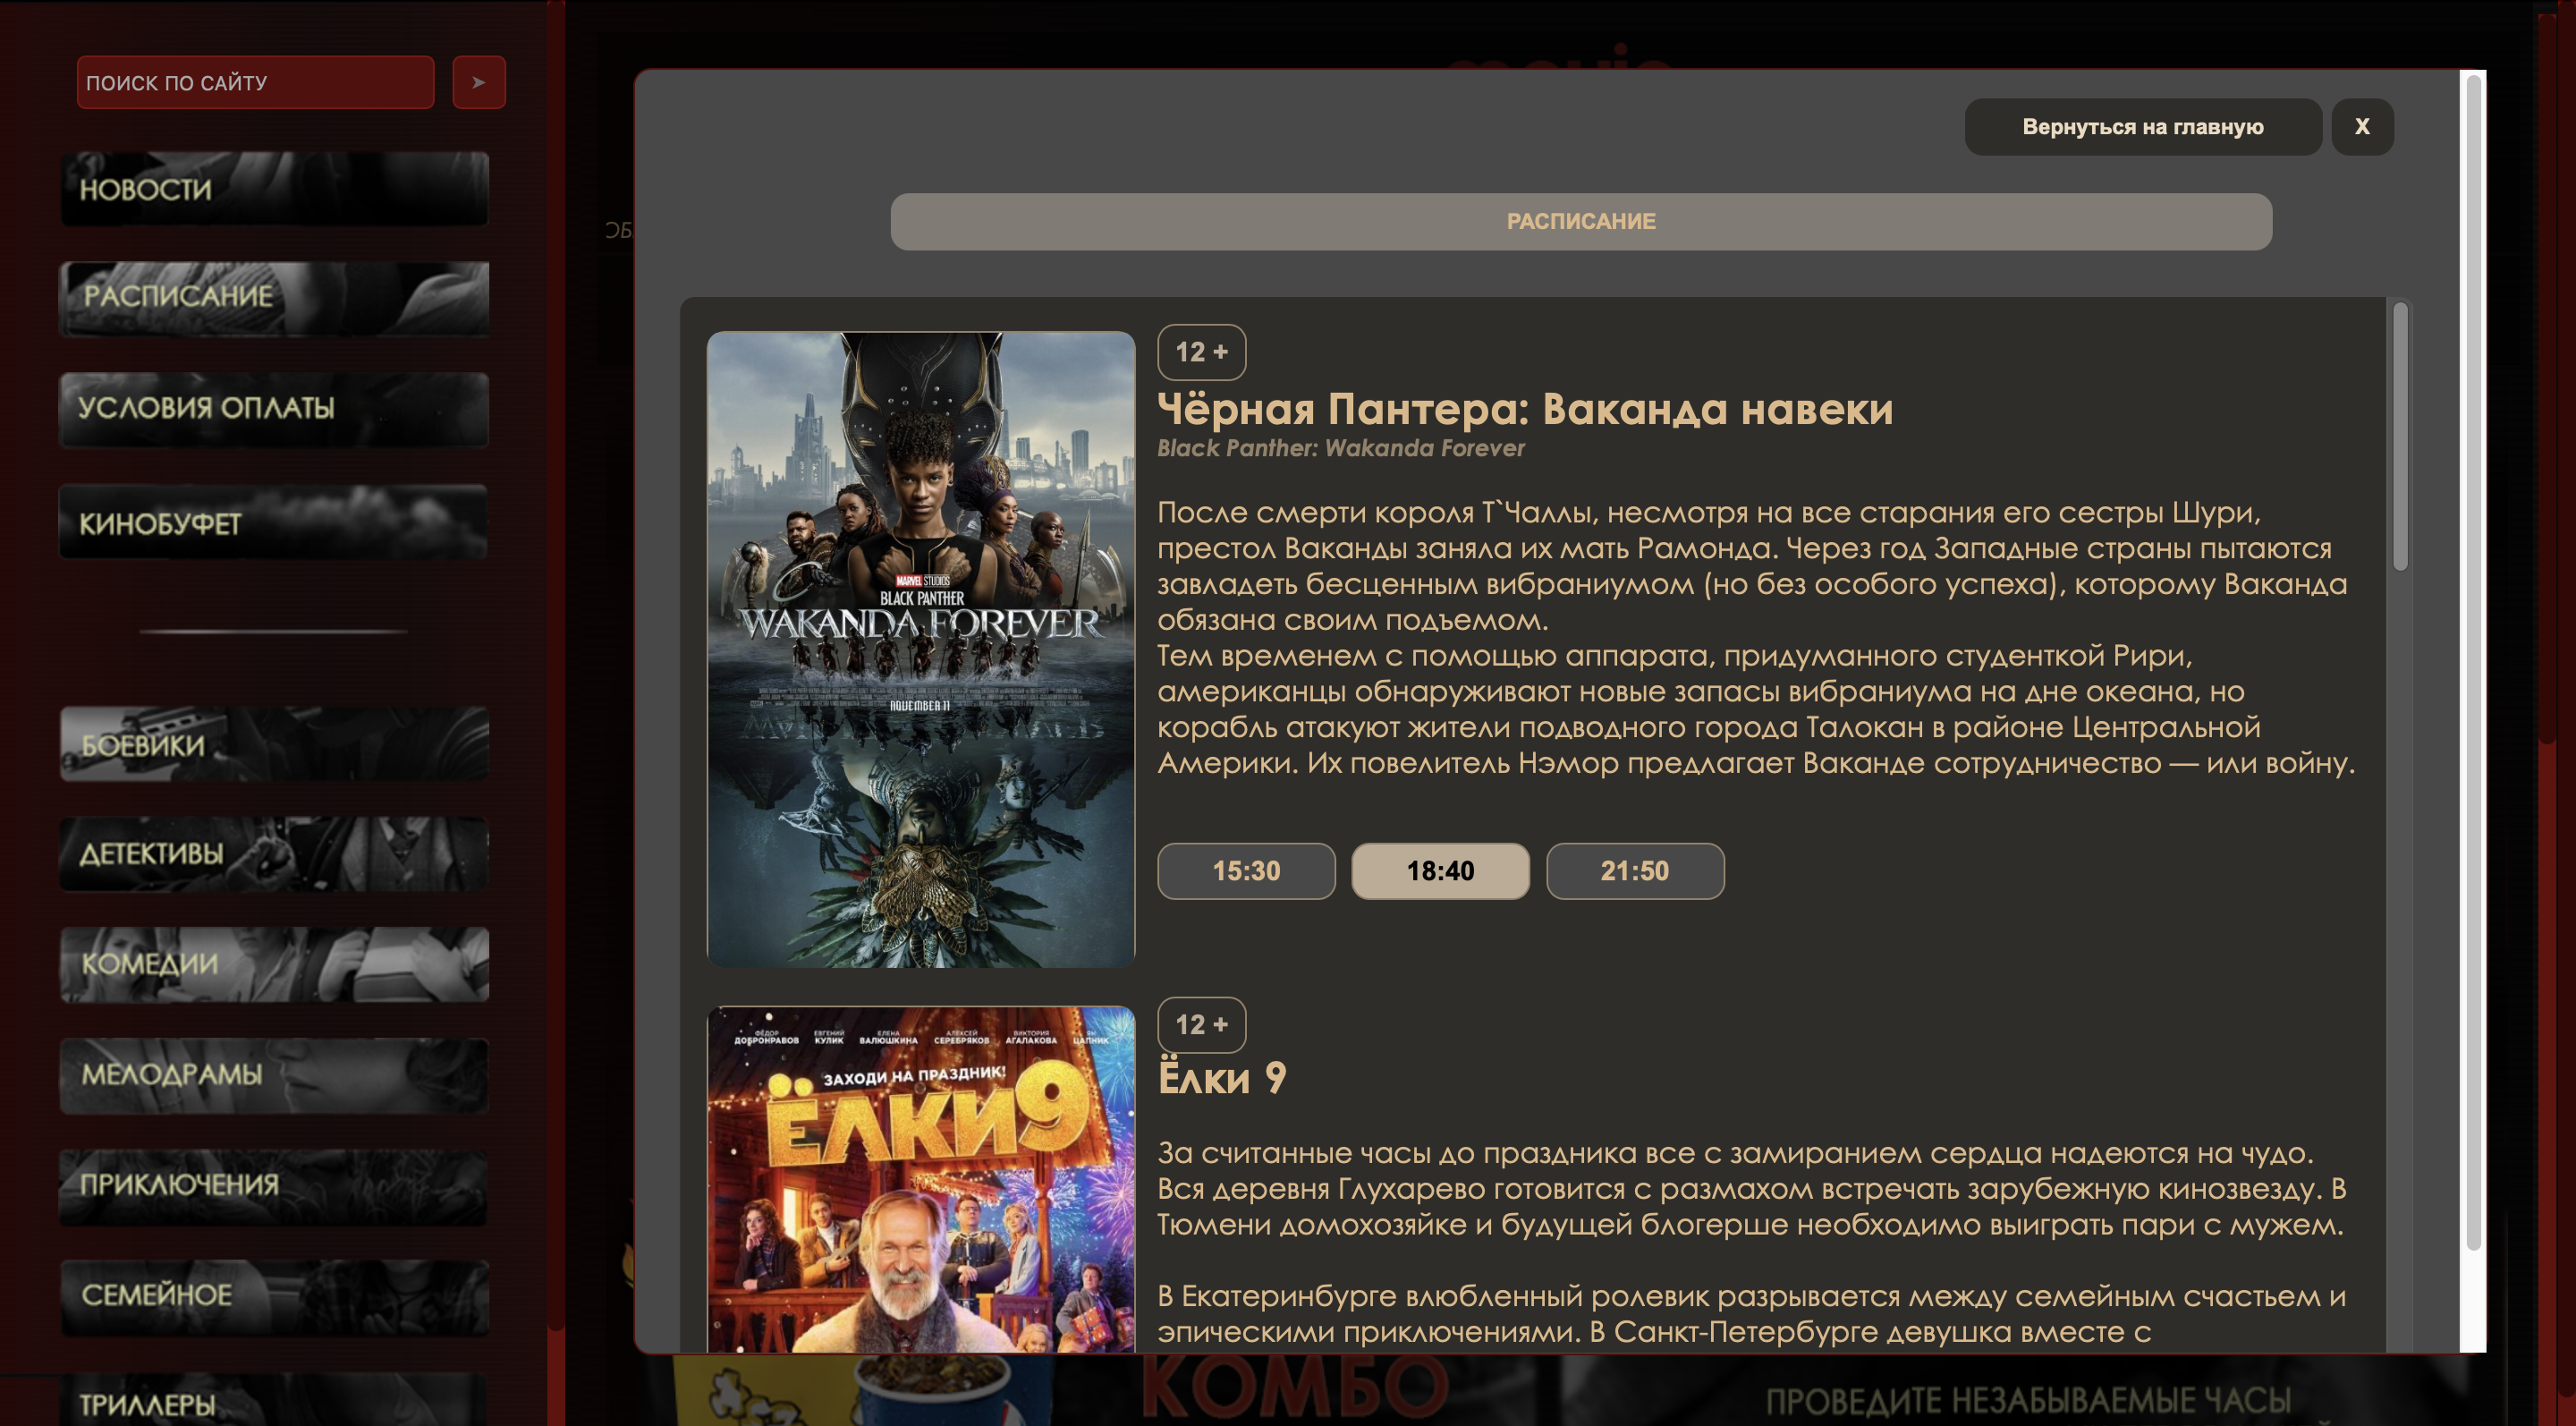 ПОИСК ПО САЙТУ
НОВОСТИ
РАСПИСАНИЕ
УСЛОВИЯ ОПЛАТЫ
КИНОБУФЕТ
БОЕВИКИ
ДЕТЕКТИВЫ
КОМЕДИИ
МЕЛОДРАМЫ
ПРИКЛЮЧЕНИЯ
СЕМЕЙНОЕ
ТРИЛЛЕРЫ
Вернуться на главную
X
РАСПИСАНИЕ
MARVEL STUDIOS
BLACK PANTHER
WAKANDA FOREVER
NOVEMBER 11
12 +
Чёрная Пантера: Ваканда навеки
Black Panther: Wakanda Forever
После смерти короля Т`Чаллы, несмотря на все старания его сестры Шури,
престол Ваканды заняла их мать Рамонда. Через год Западные страны пытаются
завладеть бесценным вибраниумом (но без особого успеха), которому Ваканда
обязана своим подъемом.
Тем временем с помощью аппарата, придуманного студенткой Рири,
американцы обнаруживают новые запасы вибраниума на дне океана, но
корабль атакуют жители подводного города Талокан в районе Центральной
Америки. Их повелитель Нэмор предлагает Ваканде сотрудничество — или войну.
15:30 18:40 21:50
ФЁДОР ДОБРОНРАВОВ ЕВГЕНИЙ КУЛИК ЕЛЕНА ВАЛЮШКИНА АЛЕКСЕЙ СЕРЕБРЯКОВ ВИКТОРИЯ АГАЛАКОВА ЯН ЦАПНИК
ЗАХОДИ НА ПРАЗДНИК!
ЁЛКИ 9
12 +
Ёлки 9
За считанные часы до праздника все с замиранием сердца надеются на чудо.
Вся деревня Глухарево готовится с размахом встречать зарубежную кинозвезду. В
Тюмени домохозяйке и будущей блогерше необходимо выиграть пари с мужем.
В Екатеринбурге влюбленный ролевик разрывается между семейным счастьем и
эпическими приключениями. В Санкт-Петербурге девушка вместе с
КОМБО
ПРОВЕДИТЕ НЕЗАБЫВАЕМЫЕ ЧАСЫ